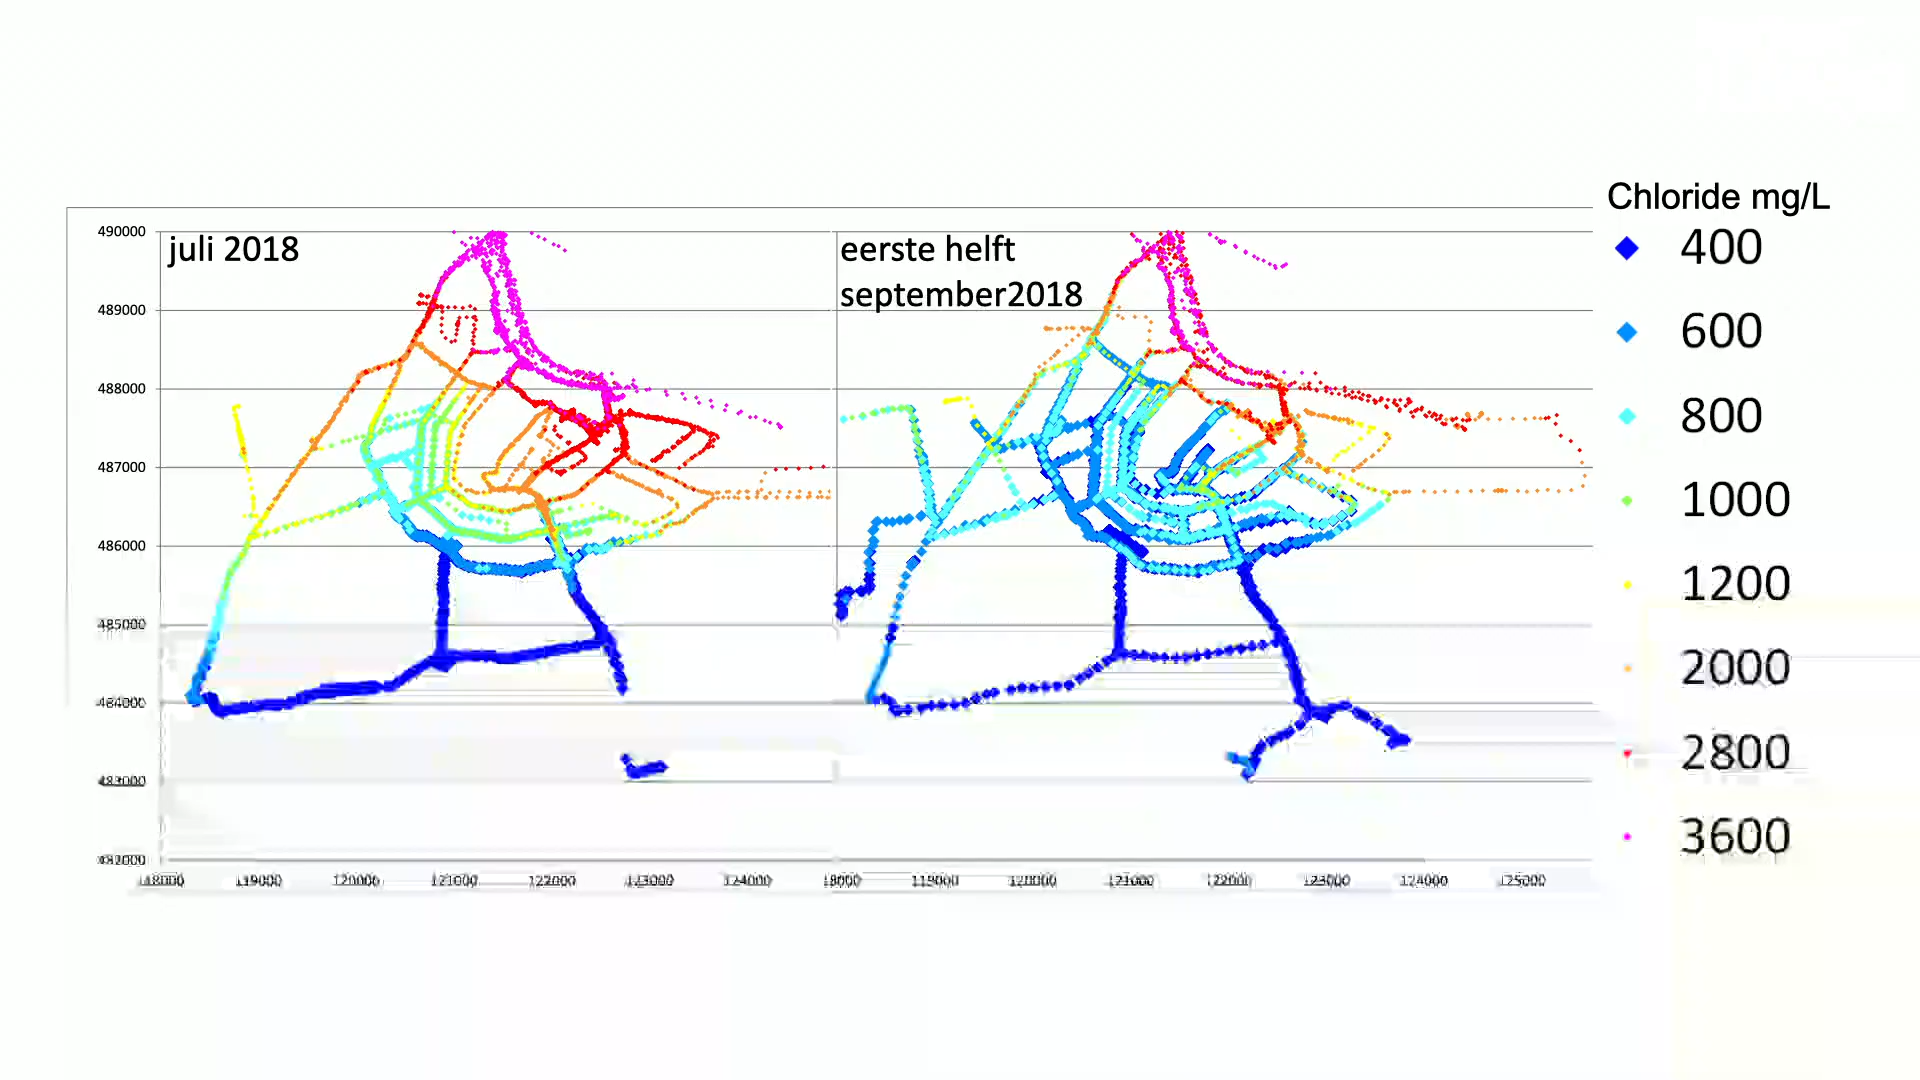 Chloride mg/L
400
600
800
1000
1200
2000
2800
3600
juli 2018
eerste helft
september2018
490000
489000
488000
487000
486000
485000
484000
483000
482000
118000 119000 120000 121000 122000 123000 124000
119000 120000 121000 122000 123000 124000 125000